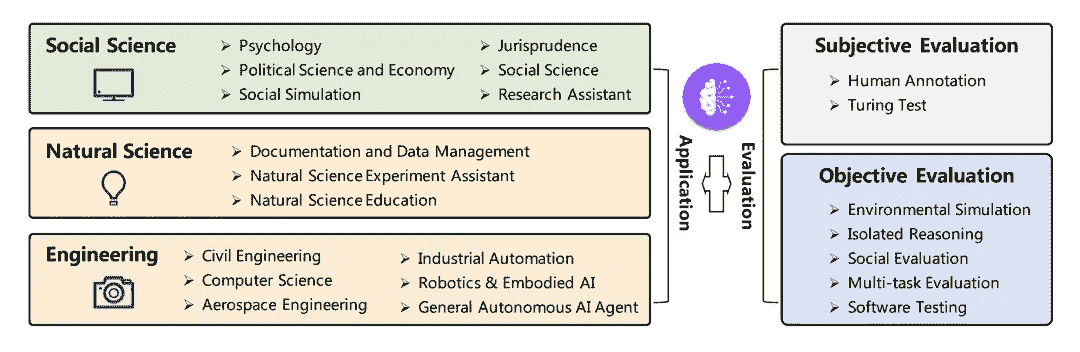 Social Science
Psychology
Political Science and Economy
Social Simulation
Jurisprudence
Social Science
Research Assistant
Natural Science
Documentation and Data Management
Natural Science Experiment Assistant
Natural Science Education
Engineering
Civil Engineering
Computer Science
Aerospace Engineering
Industrial Automation
Robotics & Embodied AI
General Autonomous AI Agent
Application
Evaluation
Subjective Evaluation
Human Annotation
Turing Test
Objective Evaluation
Environmental Simulation
Isolated Reasoning
Social Evaluation
Multi-task Evaluation
Software Testing